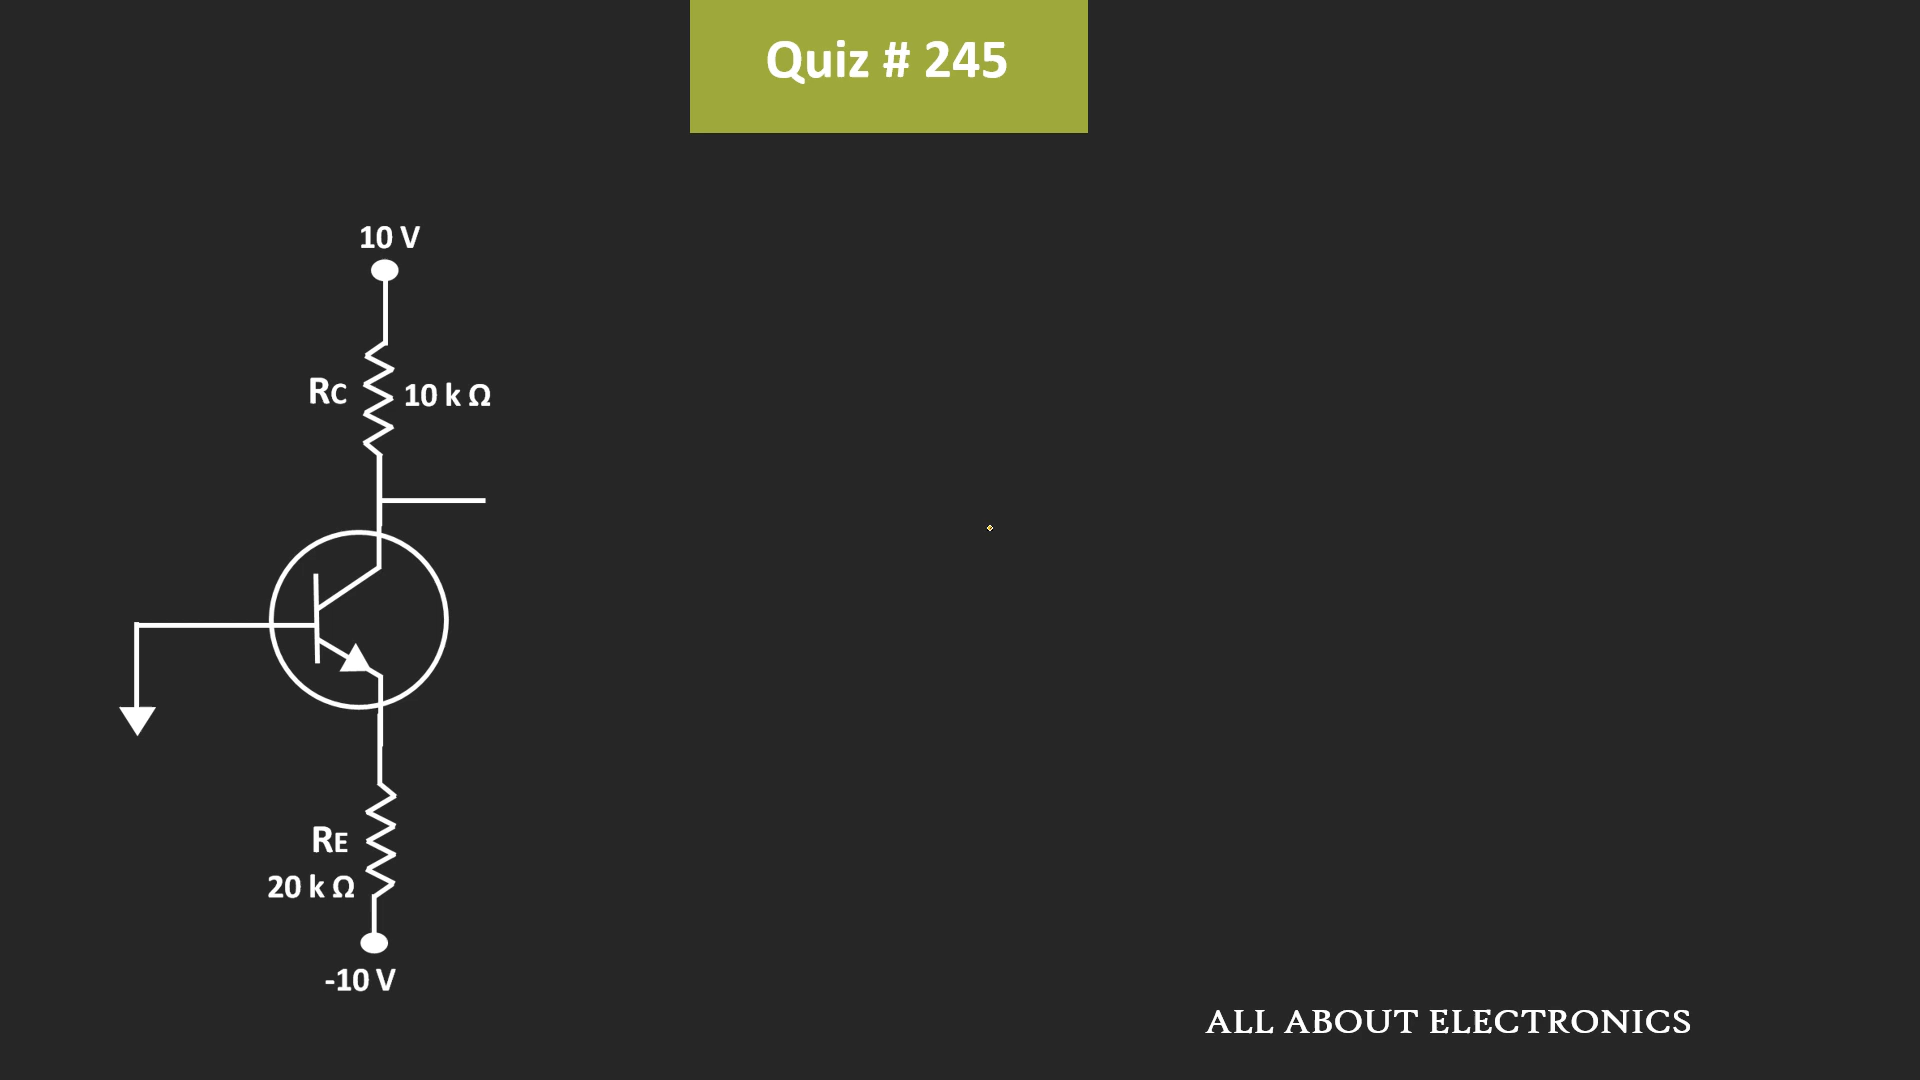 Quiz # 245
10 V
RC 10 k Ω
RE
20 k Ω
-10 V
ALL ABOUT ELECTRONICS